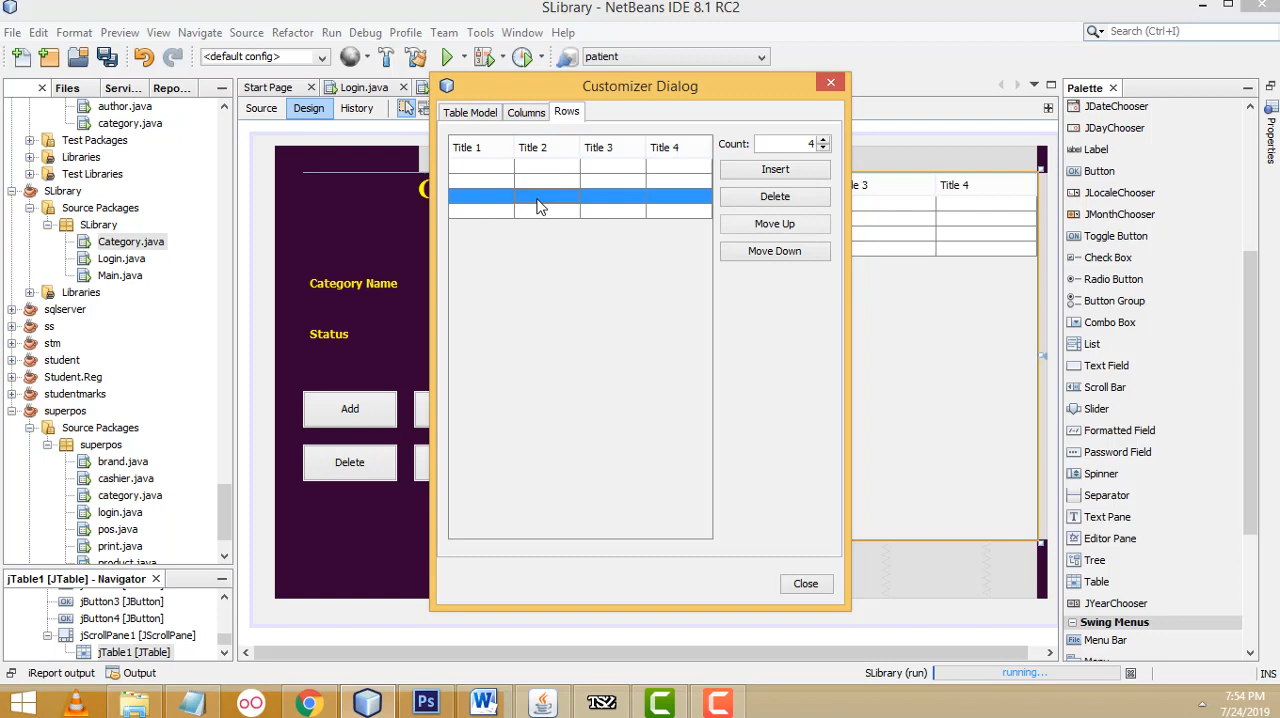 SLibrary - NetBeans IDE 8.1 RC2
File Edit Format Preview View Navigate Source Refactor Run Debug Profile Team Tools Window Help
Search (Ctrl+I)
<default config>
patient
Files Servi... Repo...
Start Page
Login.java
Source Design History
author.java
category.java
Test Packages
Libraries
Test Libraries
SLibrary
Source Packages
SLibrary
Category.java
Login.java
Main.java
Libraries
sqlserver
ss
stm
student
Student.Reg
studentmarks
superpos
Source Packages
superpos
brand.java
cashier.java
category.java
login.java
pos.java
print.java
product.java
jTable1 [JTable] - Navigator
jButton3 [JButton]
jButton4 [JButton]
jScrollPane1 [JScrollPane]
jTable1 [JTable]
Category Name
Status
Add
Delete
Title 4
Customizer Dialog
Table Model Columns Rows
Title 1 Title 2 Title 3 Title 4
Count: 4
Insert
Delete
Move Up
Move Down
Close
Palette
JDateChooser
JDayChooser
Label
Button
JLocaleChooser
JMonthChooser
Toggle Button
Check Box
Radio Button
Button Group
Combo Box
List
Text Field
Scroll Bar
Slider
Formatted Field
Password Field
Spinner
Separator
Text Pane
Editor Pane
Tree
Table
JYearChooser
Swing Menus
Menu Bar
Properties
iReport output Output
SLibrary (run) running...
INS
7:54 PM
7/24/2019